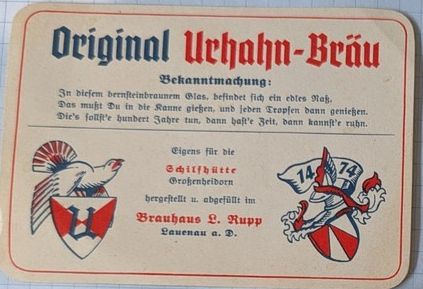 Original Urhahn-Bräu
Bekanntmachung:
In diesem bernsteinbraunem Glas, befindet sich ein edles Naß.
Das mußt Du in die Kanne gießen, und jeden Tropfen dann genießen.
Die's sollst'e hundert Jahre tun, dann hast'e Zeit, dann kannst'e ruhn.
Eigens für die
Schilfhütte
Großenheidorn
hergestellt u. abgefüllt im
Brauhaus L. Rupp
Lauenau a. D.
U
14 74